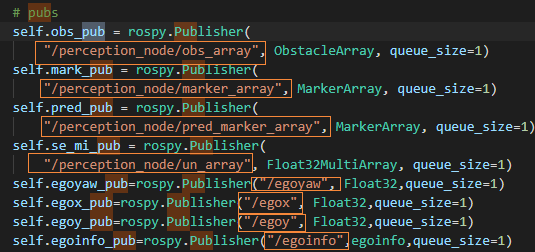 # pubs
self.obs_pub = rospy.Publisher(
"/perception_node/obs_array", ObstacleArray, queue_size=1)
self.mark_pub = rospy.Publisher(
"/perception_node/marker_array", MarkerArray, queue_size=1)
self.pred_pub = rospy.Publisher(
"/perception_node/pred_marker_array", MarkerArray, queue_size=1)
self.se_mi_pub = rospy.Publisher(
"/perception_node/un_array", Float32MultiArray, queue_size=1)
self.egoyaw_pub=rospy.Publisher("/egoyaw", Float32,queue_size=1)
self.egox_pub=rospy.Publisher("/egox", Float32,queue_size=1)
self.egoy_pub=rospy.Publisher("/egoy", Float32,queue_size=1)
self.egoinfo_pub=rospy.Publisher("/egoinfo",egoinfo,queue_size=1)